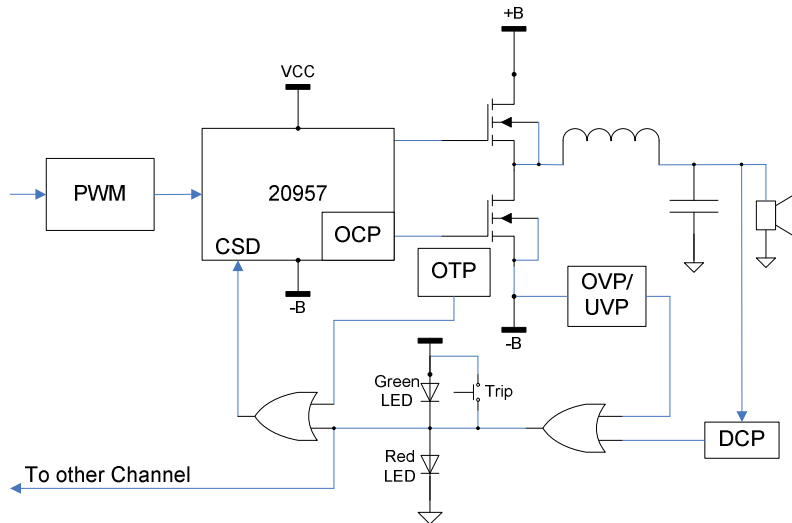 +B
VCC
PWM
20957
OCP
CSD
OTP
OVP/
UVP
-B
-B
Green
LED
Trip
DCP
Red
LED
To other Channel